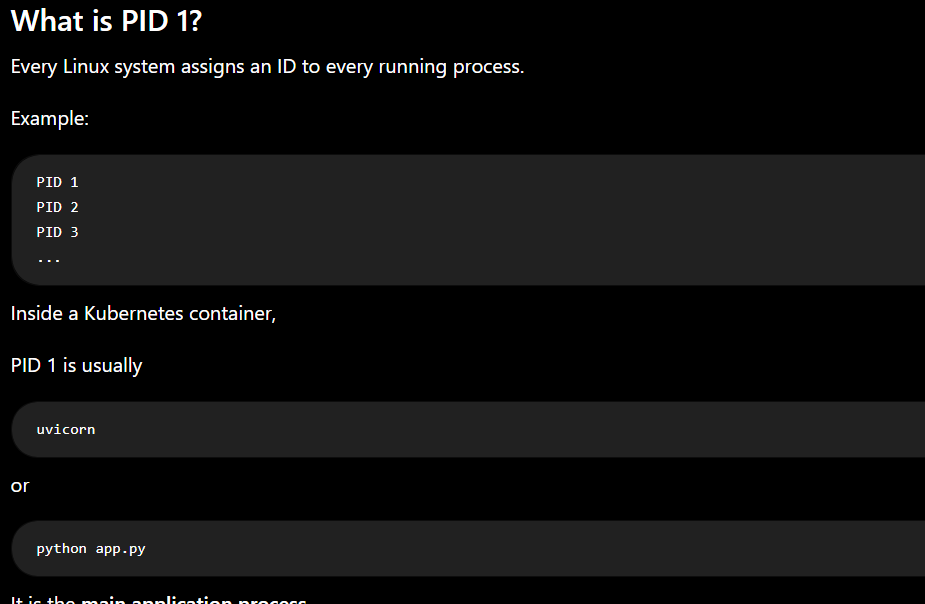 What is PID 1?
Every Linux system assigns an ID to every running process.
Example:
PID 1
PID 2
PID 3
...
Inside a Kubernetes container,
PID 1 is usually
uvicorn
or
python app.py
It is the main application process.